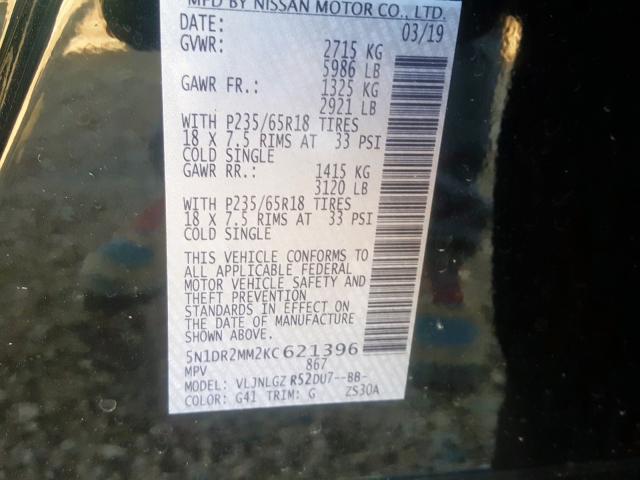 MFD BY NISSAN MOTOR CO., LTD.
DATE: 03/19
GVWR: 2715 KG
5986 LB
GAWR FR.: 1325 KG
2921 LB
WITH P235/65R18 TIRES
18 X 7.5 RIMS AT 33 PSI
COLD SINGLE
GAWR RR.: 1415 KG
3120 LB
WITH P235/65R18 TIRES
18 X 7.5 RIMS AT 33 PSI
COLD SINGLE
THIS VEHICLE CONFORMS TO
ALL APPLICABLE FEDERAL
MOTOR VEHICLE SAFETY AND
THEFT PREVENTION
STANDARDS IN EFFECT ON
THE DATE OF MANUFACTURE
SHOWN ABOVE.
5N1DR2MM2KC621396
MPV 867
MODEL: VLJNLGZ R52DU7--BB-
COLOR: G41 TRIM: G ZS30A